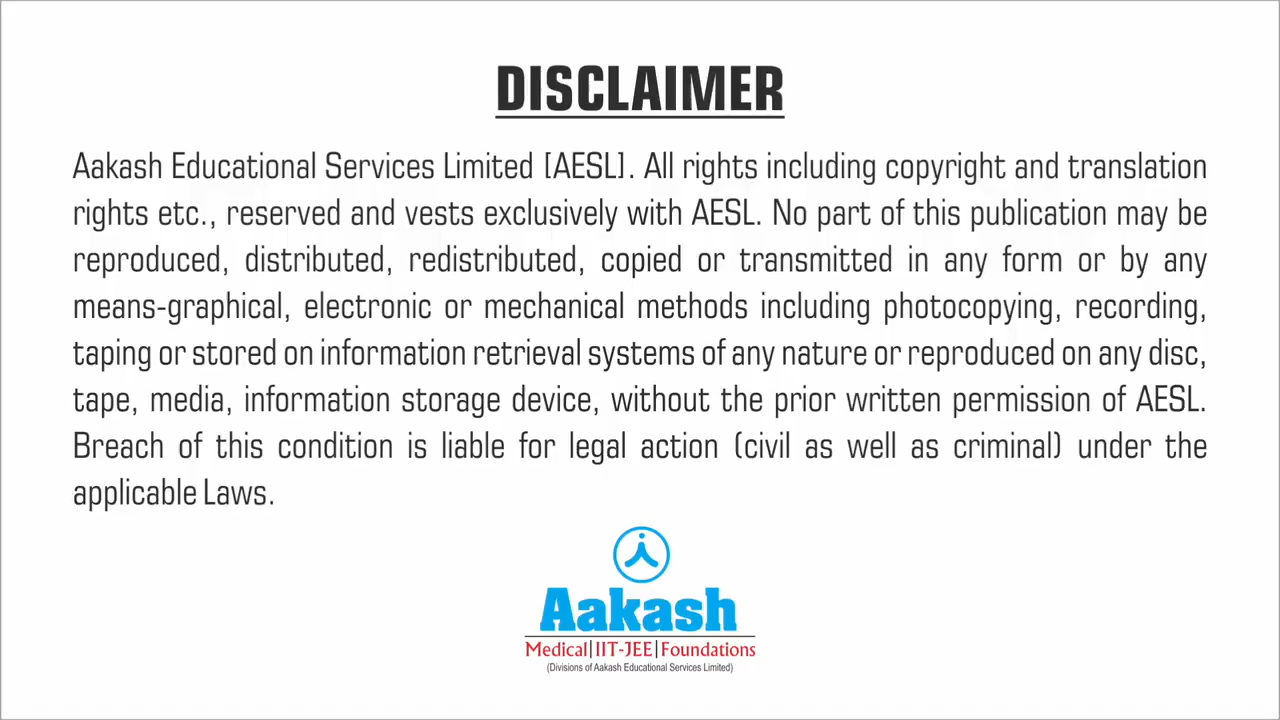 DISCLAIMER
Aakash Educational Services Limited [AESL]. All rights including copyright and translation
rights etc., reserved and vests exclusively with AESL. No part of this publication may be
reproduced, distributed, redistributed, copied or transmitted in any form or by any
means-graphical, electronic or mechanical methods including photocopying, recording,
taping or stored on information retrieval systems of any nature or reproduced on any disc,
tape, media, information storage device, without the prior written permission of AESL.
Breach of this condition is liable for legal action (civil as well as criminal) under the
applicable Laws.
Aakash
Medical|IIT-JEE|Foundations
(Divisions of Aakash Educational Services Limited)